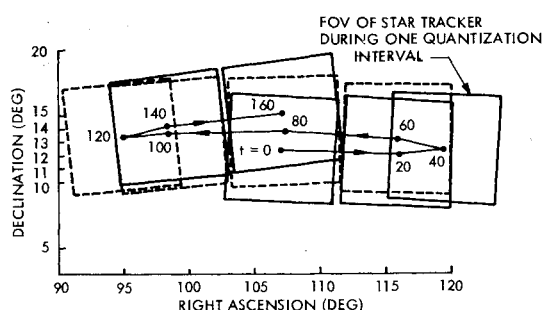 FOV OF STAR TRACKER
DURING ONE QUANTIZATION
INTERVAL
20
15
14
13
12
11
10
5
DECLINATION (DEG)
140
160
120
100
80
60
t = 0
20
40
90 95 100 105 110 115 120
RIGHT ASCENSION (DEG)